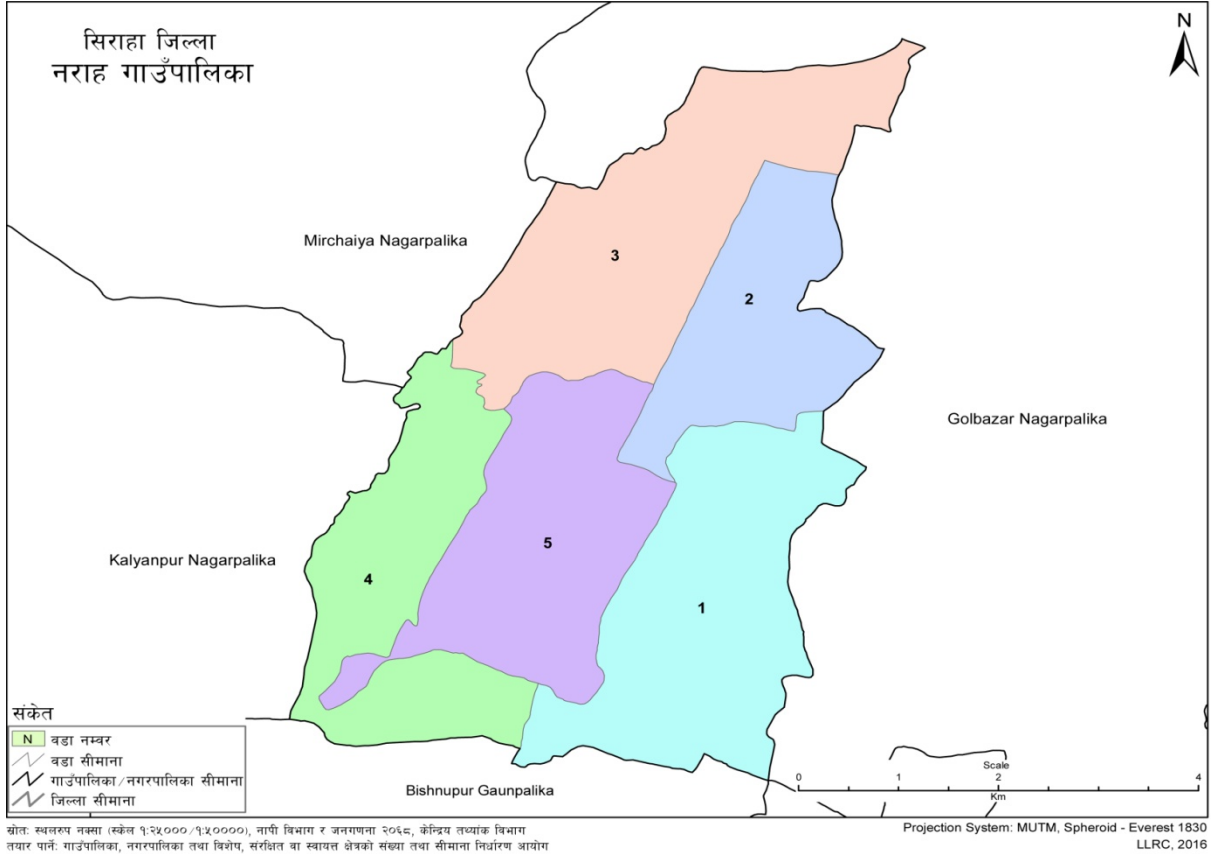 सिराहा जिल्ला
नराह गाउँपालिका
N
Mirchaiya Nagarpalika
3
2
Golbazar Nagarpalika
Kalyanpur Nagarpalika
5
4
1
Bishnupur Gaunpalika
संकेत
N वडा नम्बर
वडा सीमाना
गाउँपालिका/नगरपालिका सीमाना
जिल्ला सीमाना
Scale
0 1 2 4
Km
स्रोतः स्थलरुप नक्सा (स्केल १:२५०००/१:५००००), नापी विभाग र जनगणना २०६८, केन्द्रिय तथ्यांक विभाग
तयार पार्ने: गाउँपालिका, नगरपालिका तथा विशेष, संरक्षित वा स्वायत्त क्षेत्रको संख्या तथा सीमाना निर्धारण आयोग
Projection System: MUTM, Spheroid - Everest 1830
LLRC, 2016